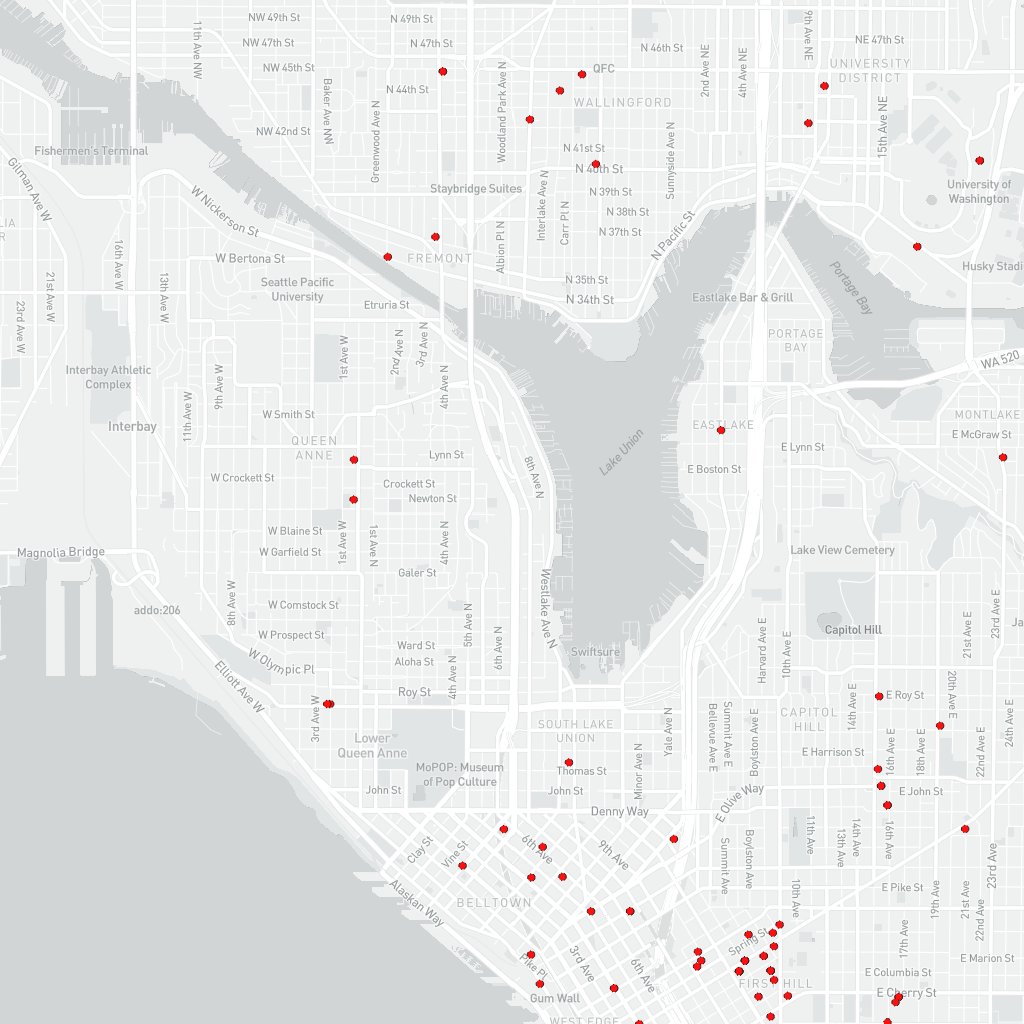 NW 49th St
N 49th St
9th Ave NE
11th Ave NW
NW 47th St
N 47th St
N 46th St
NE 47th St
2nd Ave NE
4th Ave NE
UNIVERSITY
DISTRICT
NW 45th St
QFC
Baker Ave NW
N 44th St
Woodland Park Ave N
WALLINGFORD
Greenwood Ave N
15th Ave NE
NW 42nd St
Fishermen's Terminal
N 41st St
Sunnyside Ave N
N 40th St
Gilman Ave W
W Nickerson St
Staybridge Suites
Interlake Ave N
N 39th St
University of
Washington
Carr Pl N
N 38th St
LIA
R
Albion Pl N
N 37th St
N Pacific St
16th Ave W
W Bertona St
FREMONT
Husky Stadi
21st Ave W
13th Ave W
Seattle Pacific
University
N 35th St
Portage Bay
23rd Ave W
Etruria St
N 34th St
Eastlake Bar & Grill
1st Ave W
2nd Ave N
3rd Ave N
PORTAGE
BAY
WA 520
Interbay Athletic
Complex
9th Ave W
4th Ave N
11th Ave W
W Smith St
MONTLAKE
Interbay
QUEEN
ANNE
EASTLAKE
E McGraw St
Lake Union
E Lynn St
Lynn St
8th Ave N
E Boston St
W Crockett St
Crockett St
Newton St
W Blaine St
1st Ave W
1st Ave N
4th Ave N
Magnolia Bridge
W Garfield St
Lake View Cemetery
Galer St
Westlake Ave N
8th Ave W
addo:206
W Comstock St
5th Ave N
6th Ave N
Capitol Hill
Harvard Ave E
10th Ave E
21st Ave E
23rd Ave E
Ja
W Prospect St
Ward St
W Olympic Pl
Aloha St
Swiftsure
Elliott Ave W
4th Ave N
Roy St
E Roy St
20th Ave E
3rd Ave W
14th Ave E
24th Ave E
Yale Ave N
Bellevue Ave E
Summit Ave E
Boylston Ave E
CAPITOL
HILL
SOUTH LAKE
UNION
Lower
Queen Anne
16th Ave E
18th Ave E
22nd Ave E
E Harrison St
MoPOP: Museum
of Pop Culture
Thomas St
Minor Ave N
John St
John St
E John St
Denny Way
E Olive Way
Clay St
Vine St
6th Ave
9th Ave
11th Ave
13th Ave
14th Ave
16th Ave
Summit Ave
Boylston Ave
23rd Ave
Alaskan Way
BELLTOWN
10th Ave
E Pike St
19th Ave
21st Ave
22nd Ave
Spring St
17th Ave
Pike Pl
3rd Ave
6th Ave
E Marion St
E Columbia St
FIRST HILL
Gum Wall
E Cherry St
WEST EDGE